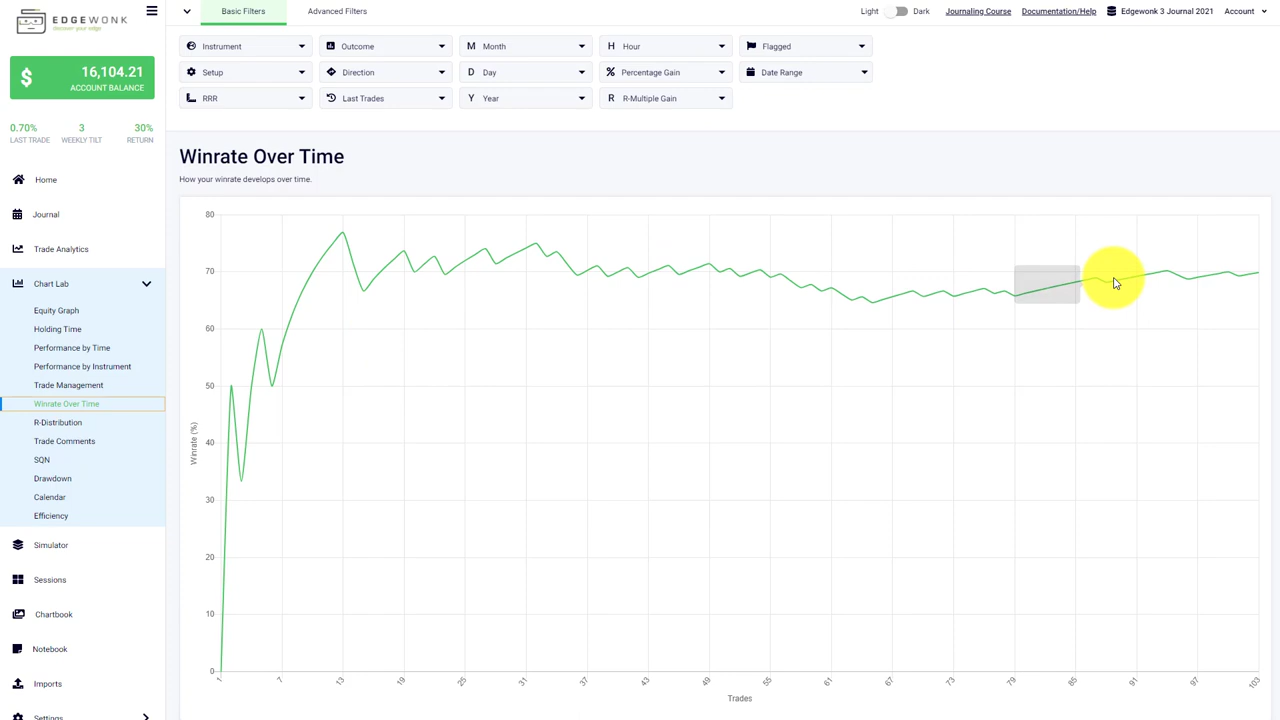 EDGEWONK
discover your edge
Basic Filters
Advanced Filters
Light
Dark
Journaling Course
Documentation/Help
Edgewonk 3 Journal 2021
Account
$
16,104.21
ACCOUNT BALANCE
0.70%
LAST TRADE
3
WEEKLY TILT
30%
RETURN
Instrument
Outcome
M Month
H Hour
Flagged
Setup
Direction
D Day
% Percentage Gain
Date Range
RRR
Last Trades
Y Year
R R-Multiple Gain
Home
Journal
Trade Analytics
Chart Lab
Equity Graph
Holding Time
Performance by Time
Performance by Instrument
Trade Management
Winrate Over Time
R-Distribution
Trade Comments
SQN
Drawdown
Calendar
Efficiency
Simulator
Sessions
Chartbook
Notebook
Imports
Settings
Winrate Over Time
How your winrate develops over time.
80
70
60
50
40
30
20
10
0
Winrate (%)
1
7
13
19
25
31
37
43
49
55
61
67
73
79
85
91
97
103
Trades